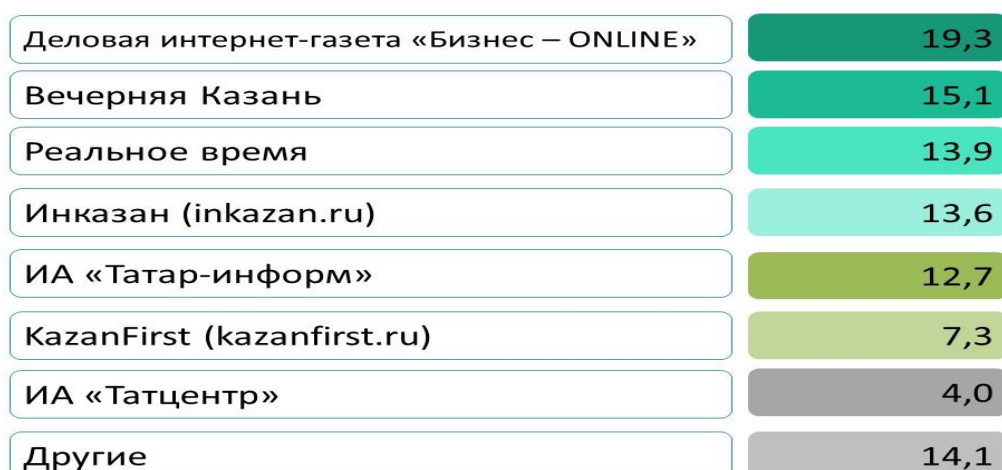 Деловая интернет-газета «Бизнес – ONLINE» 19,3
Вечерняя Казань 15,1
Реальное время 13,9
Инказан (inkazan.ru) 13,6
ИА «Татар-информ» 12,7
KazanFirst (kazanfirst.ru) 7,3
ИА «Татцентр» 4,0
Другие 14,1